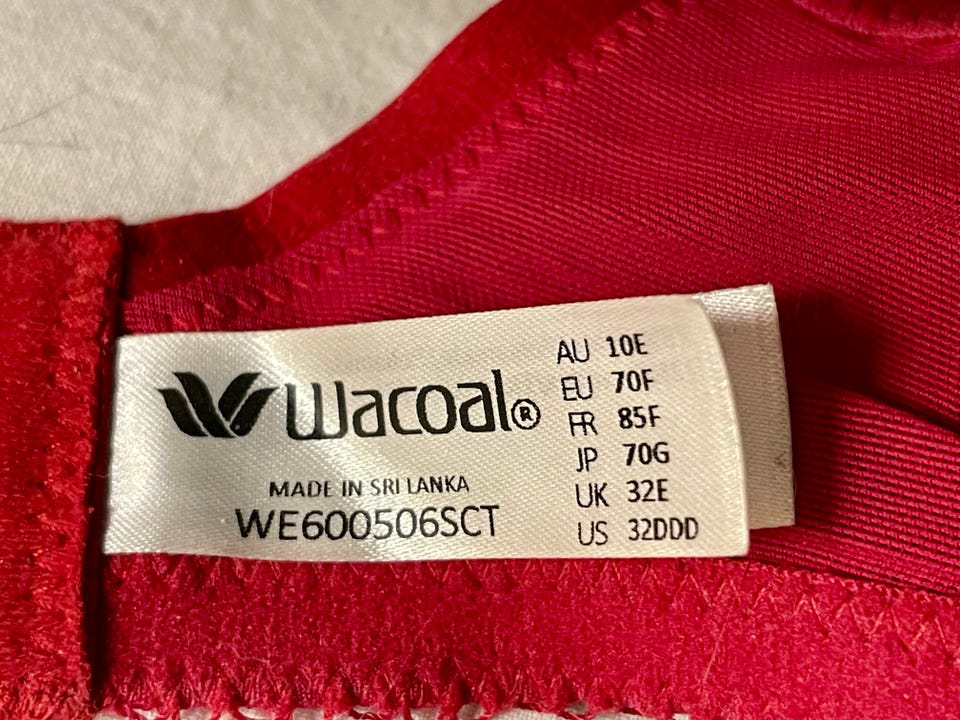 Wacoal®
MADE IN SRI LANKA
WE600506SCT
AU 10E
EU 70F
FR 85F
JP 70G
UK 32E
US 32DDD